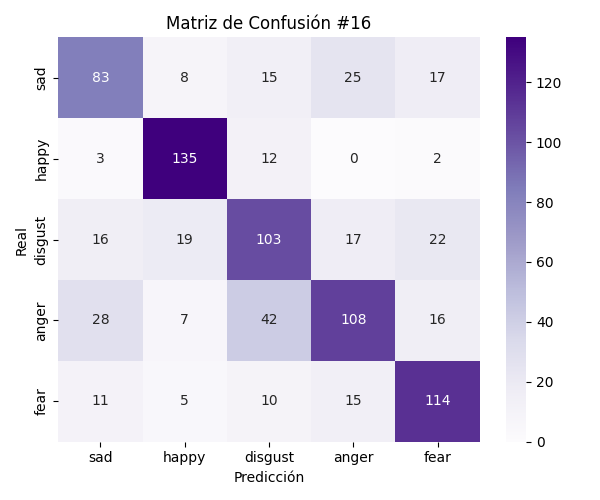 Matriz de Confusión #16
sad 83 8 15 25 17
happy 3 135 12 0 2
disgust 16 19 103 17 22
anger 28 7 42 108 16
fear 11 5 10 15 114
sad happy disgust anger fear
Real
Predicción
120
100
80
60
40
20
0